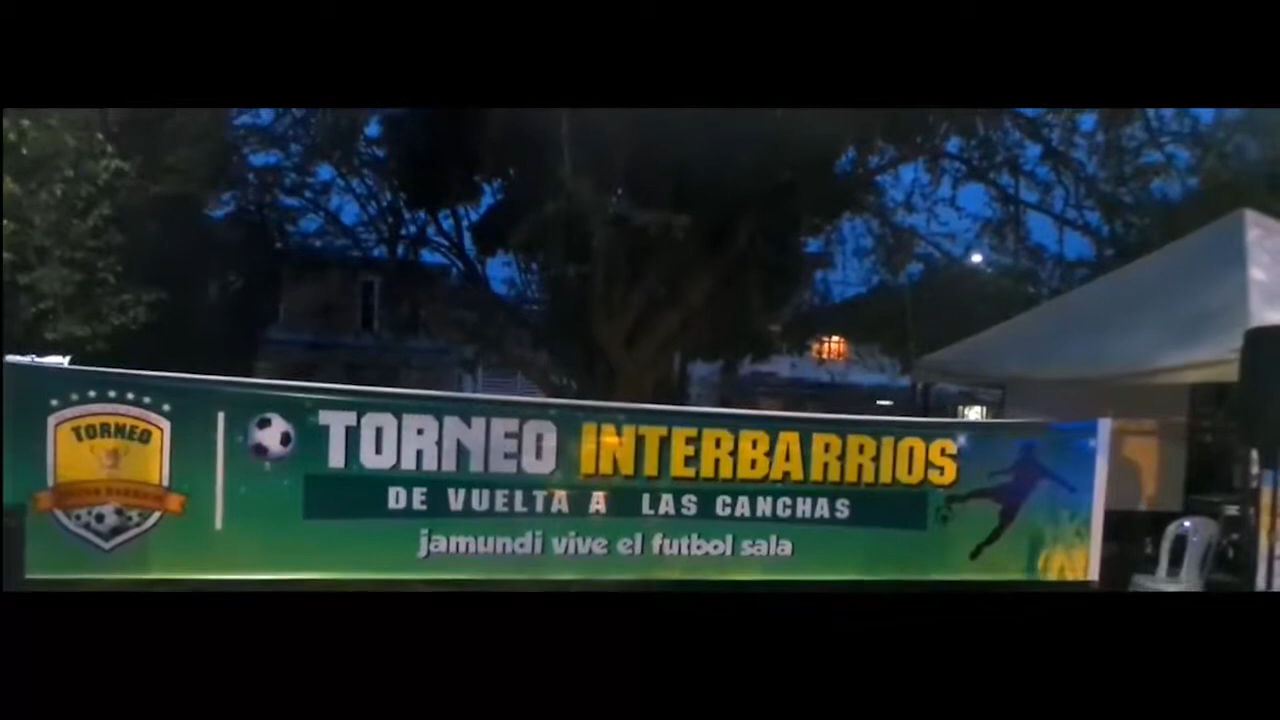 TORNEO
TORNEO INTERBARRIOS
DE VUELTA A LAS CANCHAS
jamundi vive el futbol sala